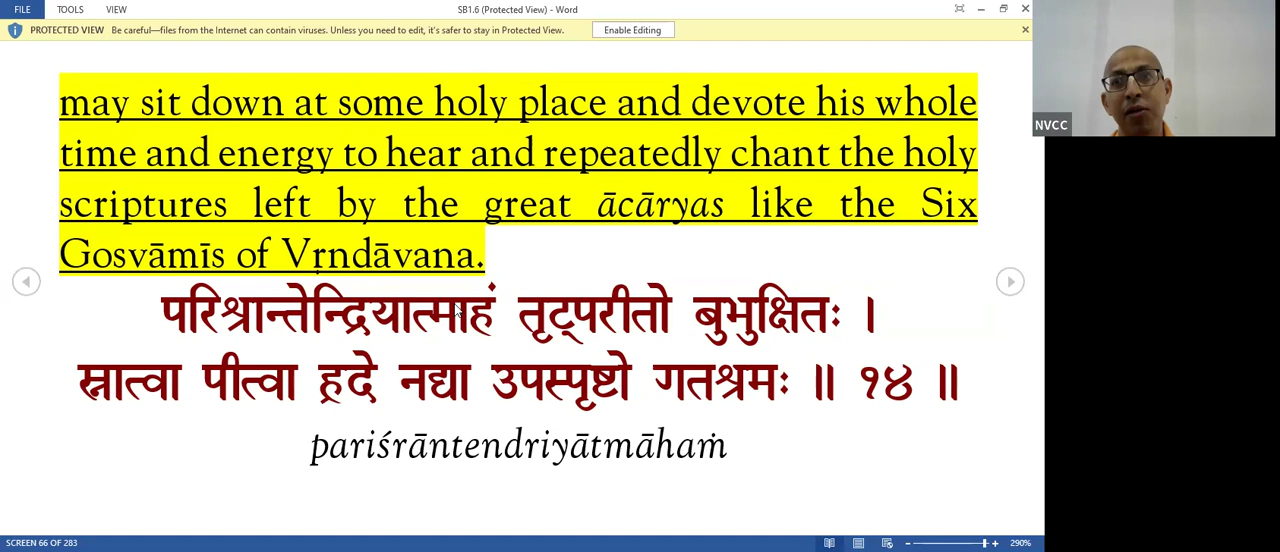 FILE TOOLS VIEW SB1.6 (Protected View) - Word
PROTECTED VIEW Be careful—files from the Internet can contain viruses. Unless you need to edit, it's safer to stay in Protected View. Enable Editing
NVCC
may sit down at some holy place and devote his whole
time and energy to hear and repeatedly chant the holy
scriptures left by the great ācāryas like the Six
Gosvāmīs of Vṛndāvana.
परिश्रान्तेन्द्रियात्माहं तृट्परीतो बुभुक्षितः ।
स्नात्वा पीत्वा ह्रदे नद्या उपस्पृष्टो गतश्रमः ॥ १४ ॥
pariśrāntendriyātmāhaṁ
SCREEN 66 OF 283 290%